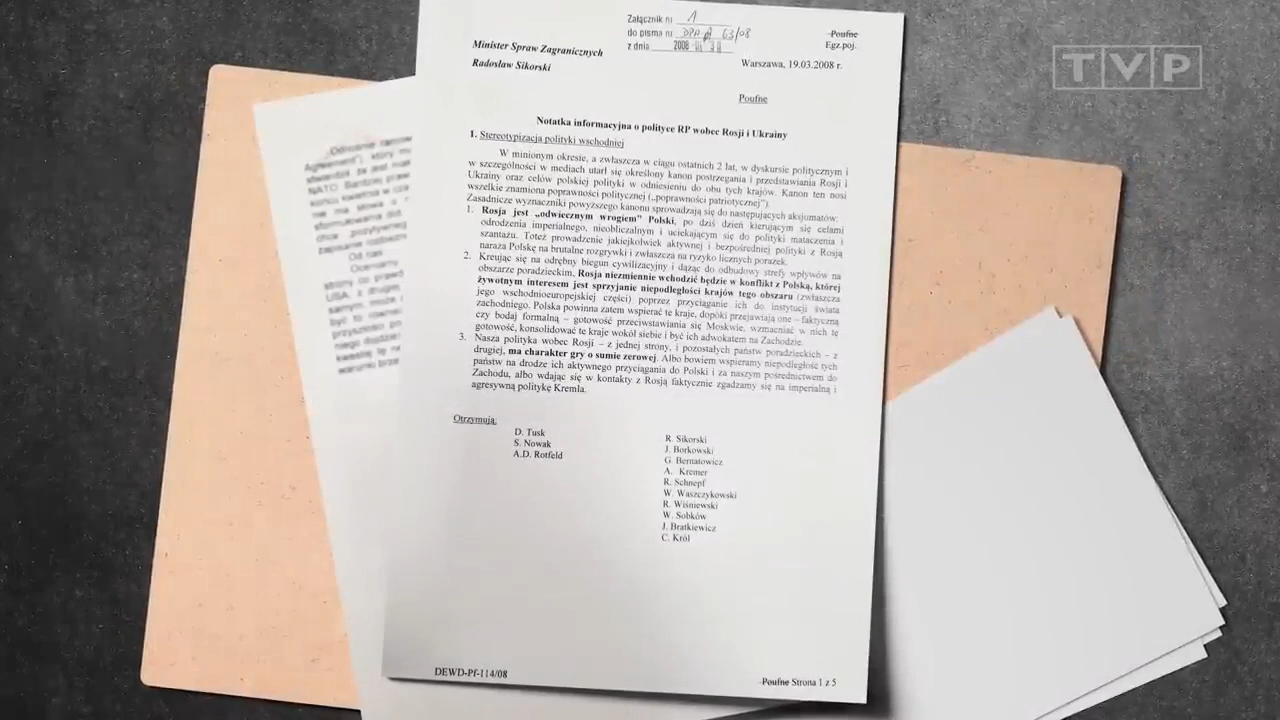 TVP
Załącznik nr 1
do pisma nr 63/08
z dnia 2008
Poufne
Egz.poj.
Minister Spraw Zagranicznych
Radosław Sikorski
Warszawa, 19.03.2008 r.
Poufne
Notatka informacyjna o polityce RP wobec Rosji i Ukrainy
1. Stereotypizacja polityki wschodniej
W minionym okresie, a zwłaszcza w ciągu ostatnich 2 lat, w dyskursie politycznym i
w szczególności w mediach utarł się określony kanon postrzegania i przedstawiania Rosji i
Ukrainy oraz celów polskiej polityki w odniesieniu do obu tych krajów. Kanon ten nosi
wszelkie znamiona poprawności politycznej („poprawności patriotycznej”).
Zasadnicze wyznaczniki powyższego kanonu sprowadzają się do następujących aksjomatów:
1. Rosja jest „odwiecznym wrogiem” Polski, po dziś dzień kierującym się celami
odrodzenia imperialnego, nieobliczalnym i uciekającym się do polityki mataczenia i
szantażu. Toteż prowadzenie jakiejkolwiek aktywnej i bezpośredniej polityki z Rosją
naraża Polskę na brutalne rozgrywki i zwłaszcza na ryzyko licznych porażek.
2. Kreując się na odrębny biegun cywilizacyjny i dążąc do odbudowy strefy wpływów na
obszarze poradzieckim, Rosja niezmiennie wchodzić będzie w konflikt z Polską, której
żywotnym interesem jest sprzyjanie niepodległości krajów tego obszaru (zwłaszcza
jego wschodnioeuropejskiej części) poprzez przyciąganie ich do instytucji świata
zachodniego. Polska powinna zatem wspierać te kraje, dopóki przejawiają one – faktyczną
czy bodaj formalną – gotowość przeciwstawiania się Moskwie, wzmacniać w nich tę
gotowość, konsolidować te kraje wokół siebie i być ich adwokatem na Zachodzie.
3. Nasza polityka wobec Rosji – z jednej strony, i pozostałych państw poradzieckich – z
drugiej, ma charakter gry o sumie zerowej. Albo bowiem wspieramy niepodległość tych
państw na drodze ich aktywnego przyciągania do Polski i za naszym pośrednictwem do
Zachodu, albo wdając się w kontakty z Rosją faktycznie zgadzamy się na imperialną i
agresywną politykę Kremla.
Otrzymują:
D. Tusk
S. Nowak
A.D. Rotfeld
R. Sikorski
J. Borkowski
G. Bernatowicz
A. Kremer
R. Schnepf
W. Waszczykowski
R. Wiśniewski
W. Sobków
J. Bratkiewicz
C. Król
DEWD-Pf-114/08
Poufne Strona 1 z 5